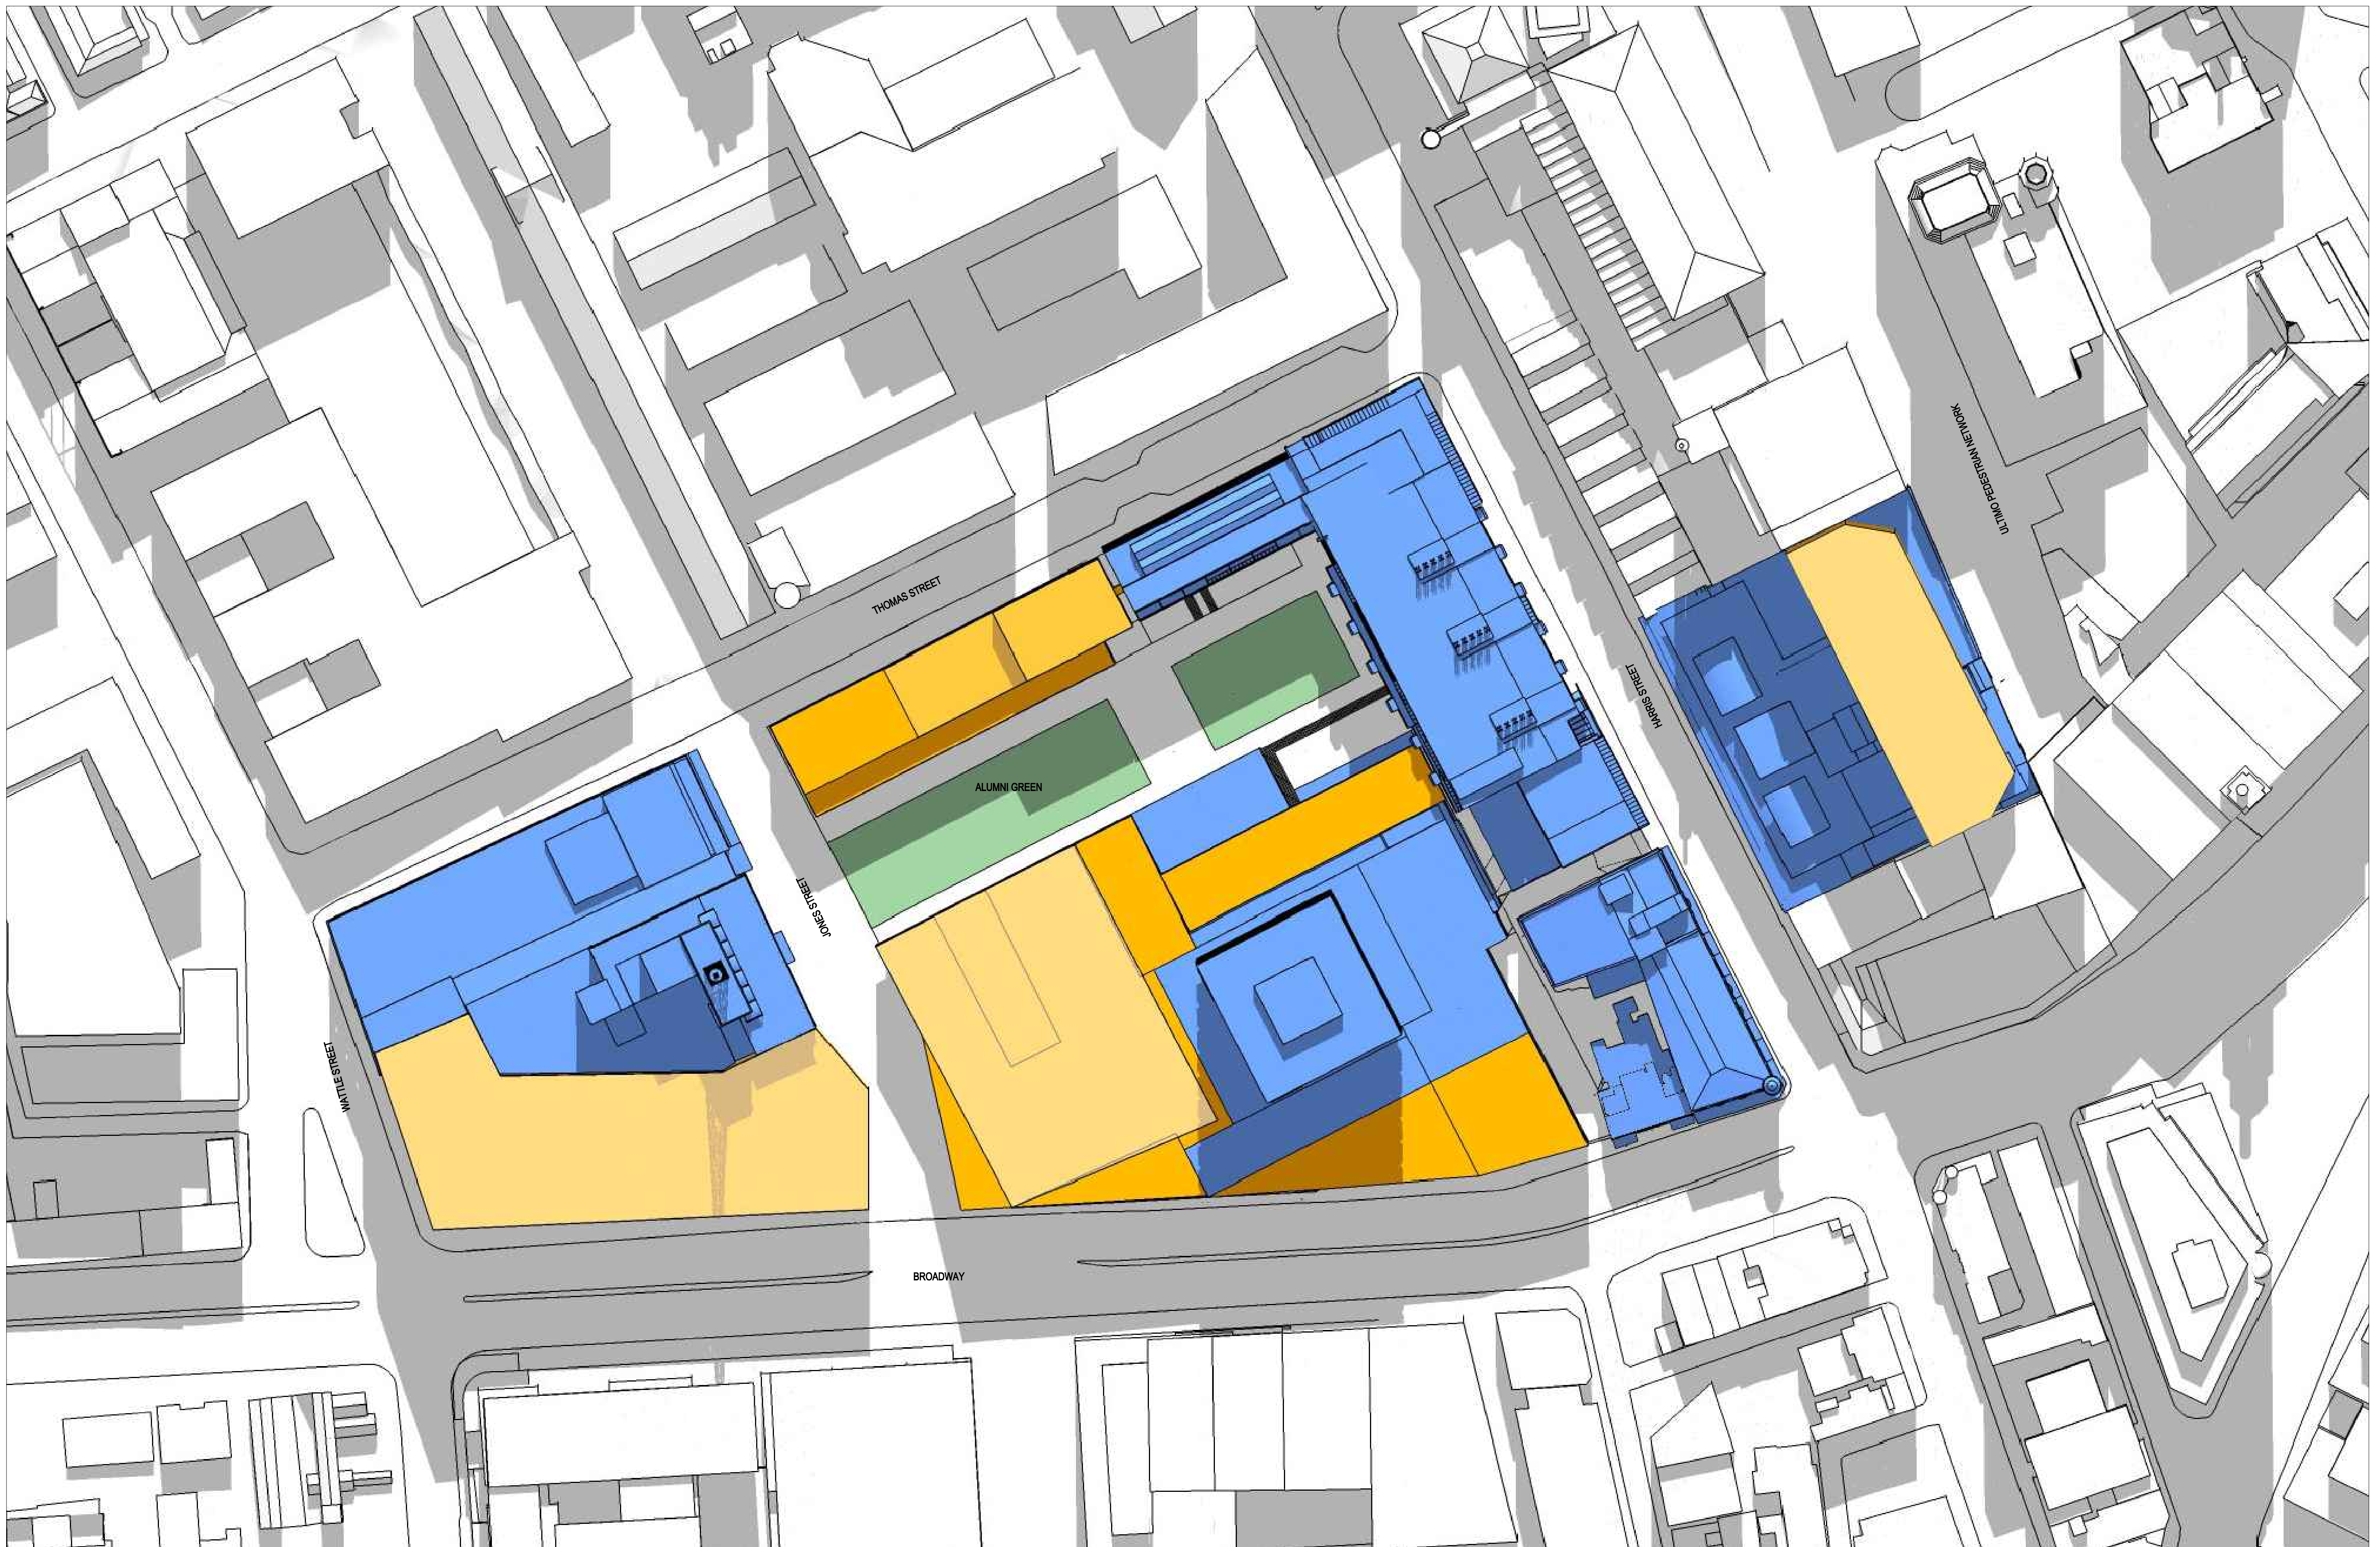 ULTIMO PEDESTRIAN NETWORK
THOMAS STREET
HARRIS STREET
ALUMNI GREEN
JONES STREET
WATTLE STREET
BROADWAY